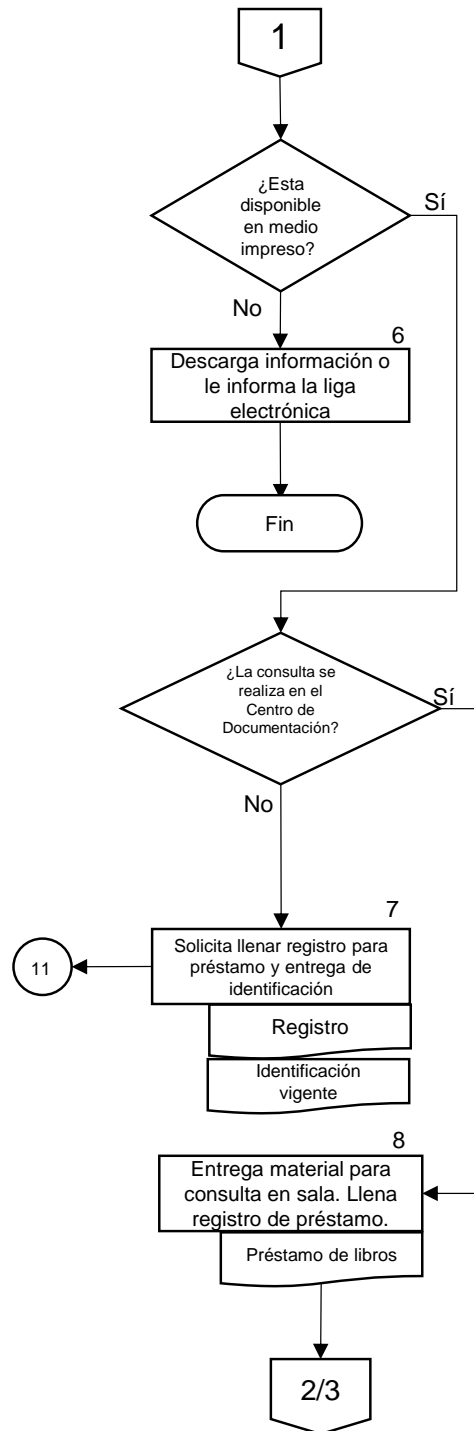 1
¿Esta
disponible
en medio
impreso?
Sí
No
6
Descarga información o
le informa la liga
electrónica
Fin
¿La consulta se
realiza en el
Centro de
Documentación?
Sí
No
7
Solicita llenar registro para
préstamo y entrega de
identificación
11
Registro
Identificación
vigente
8
Entrega material para
consulta en sala. Llena
registro de préstamo.
Préstamo de libros
2/3